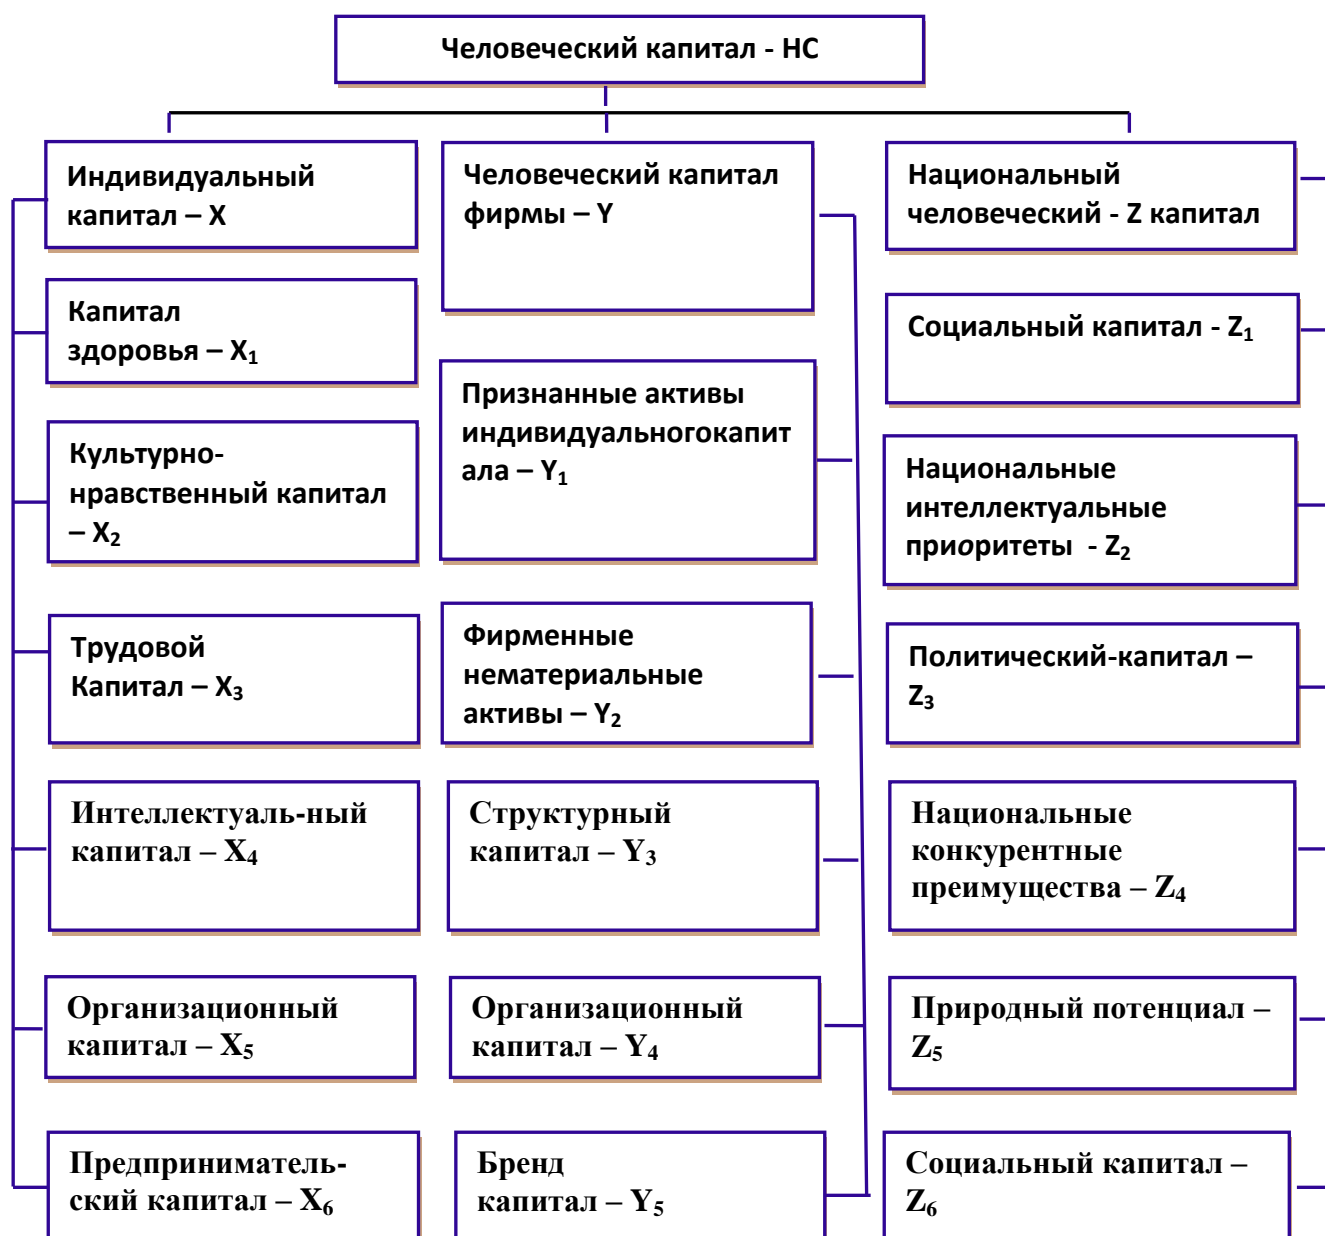 Человеческий капитал - HC
Индивидуальный
капитал – X
Капитал
здоровья – X₁
Культурно-
нравственный капитал
– X₂
Трудовой
Капитал – X₃
Интеллектуаль-ный
капитал – X₄
Организационный
капитал – X₅
Предприниматель-
ский капитал – X₆
Человеческий капитал
фирмы – Y
Признанные активы
индивидуальногокапит
ала – Y₁
Фирменные
нематериальные
активы – Y₂
Структурный
капитал – Y₃
Организационный
капитал – Y₄
Бренд
капитал – Y₅
Национальный
человеческий - Z капитал
Социальный капитал - Z₁
Национальные
интеллектуальные
приоритеты - Z₂
Политический-капитал –
Z₃
Национальные
конкурентные
преимущества – Z₄
Природный потенциал –
Z₅
Социальный капитал –
Z₆